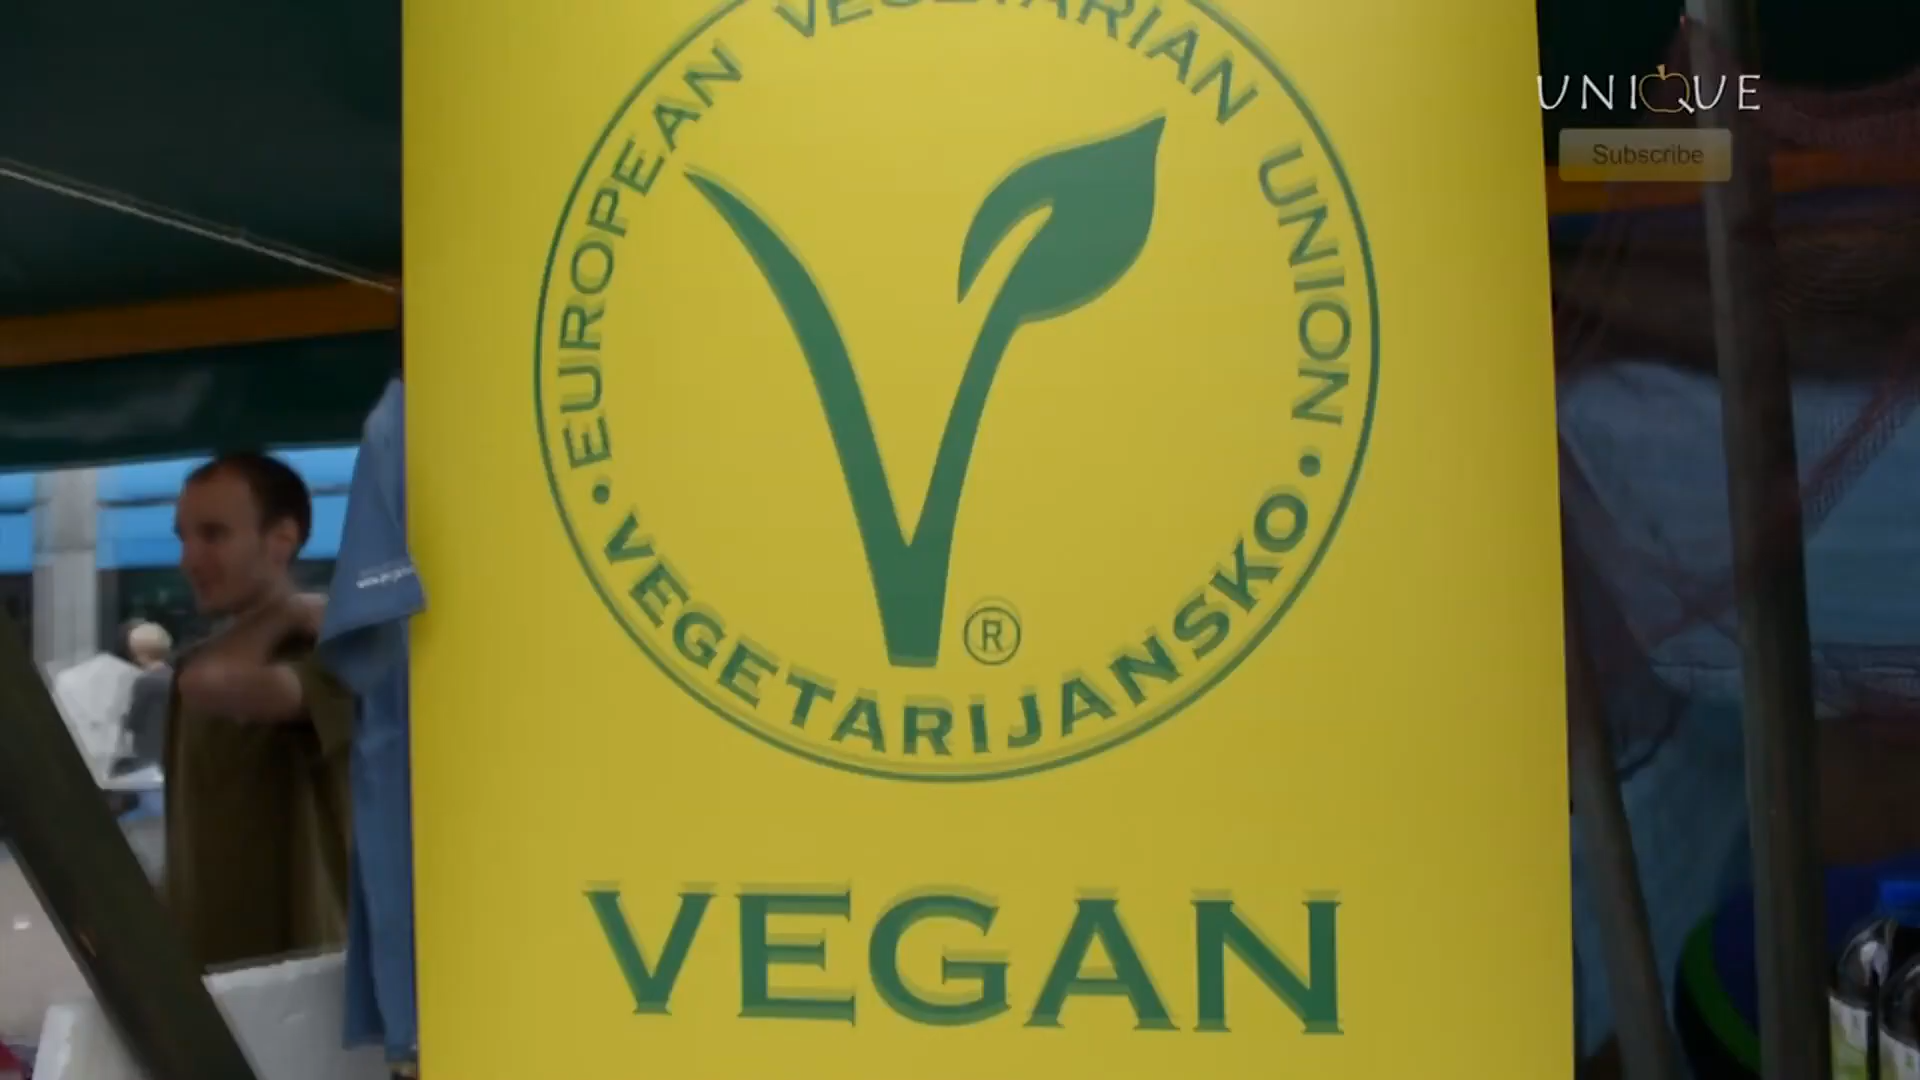 EUROPEAN VEGETARIAN UNION
V
®
• VEGETARIJANSKO •
VEGAN
UNIQUE
Subscribe